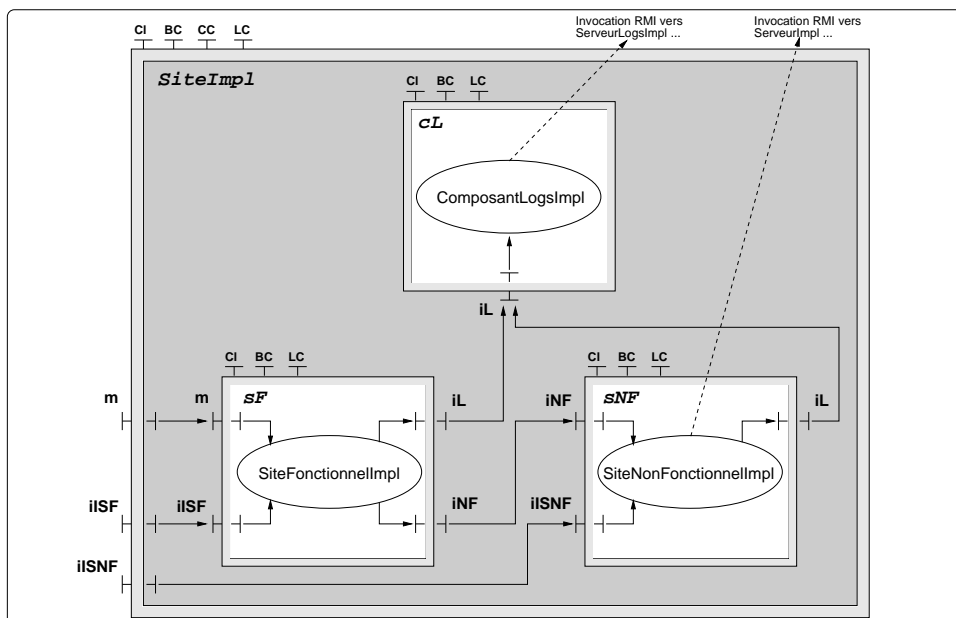 Invocation RMI vers
ServeurLogsImpl ...
Invocation RMI vers
ServeurImpl ...
CI BC CC LC
SiteImpl
CI BC LC
cL
ComposantLogsImpl
iL
CI BC LC
CI BC LC
m m sF iL iNF sNF iL
SiteFonctionnelImpl SiteNonFonctionnelImpl
iISF iISF iNF iISNF
iISNF